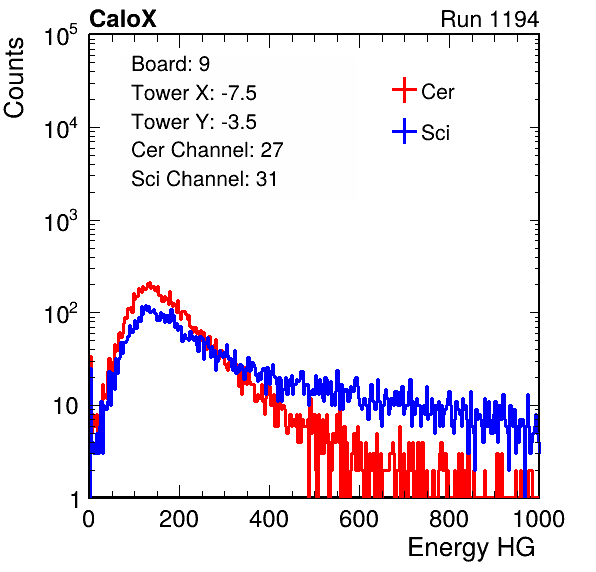 CaloX Run 1194
Counts
Board: 9
Tower X: -7.5
Tower Y: -3.5
Cer Channel: 27
Sci Channel: 31
Cer
Sci
10^5
10^4
10^3
10^2
10
1
0 200 400 600 800 1000
Energy HG